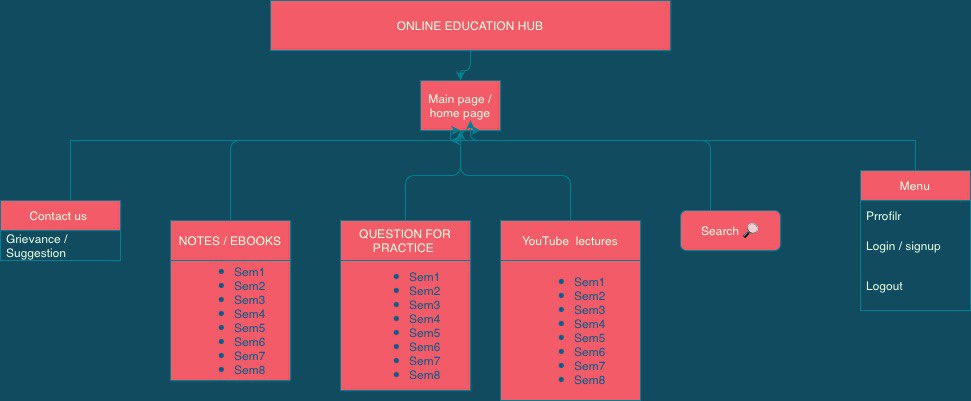 ONLINE EDUCATION HUB
Main page /
home page
Contact us
Grievance /
Suggestion
NOTES / EBOOKS
Sem1
Sem2
Sem3
Sem4
Sem5
Sem6
Sem7
Sem8
QUESTION FOR
PRACTICE
Sem1
Sem2
Sem3
Sem4
Sem5
Sem6
Sem7
Sem8
YouTube lectures
Sem1
Sem2
Sem3
Sem4
Sem5
Sem6
Sem7
Sem8
Search 🔎
Menu
Prrofilr
Login / signup
Logout